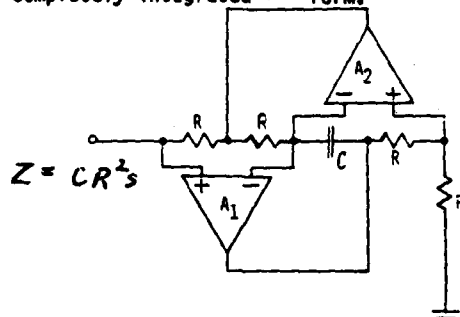 completely integrated form.
A2
- +
R R
C R
Z = CR²s
+ -
A1